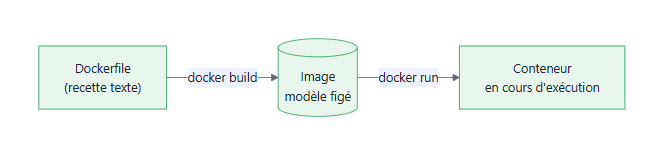 Dockerfile
(recette texte)
docker build
Image
modèle figé
docker run
Conteneur
en cours d'exécution